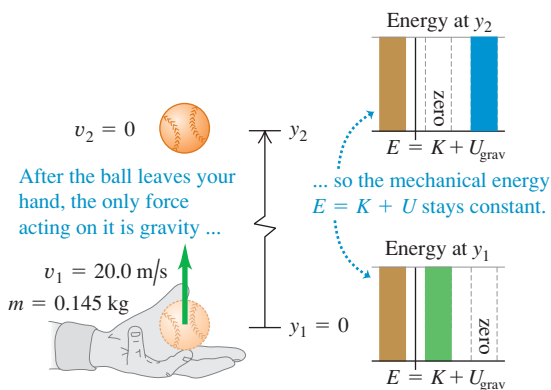 Energy at y₂
zero
E = K + U_grav
v₂ = 0
y₂
After the ball leaves your
hand, the only force
acting on it is gravity ...
... so the mechanical energy
E = K + U stays constant.
v₁ = 20.0 m/s
m = 0.145 kg
y₁ = 0
Energy at y₁
zero
E = K + U_grav